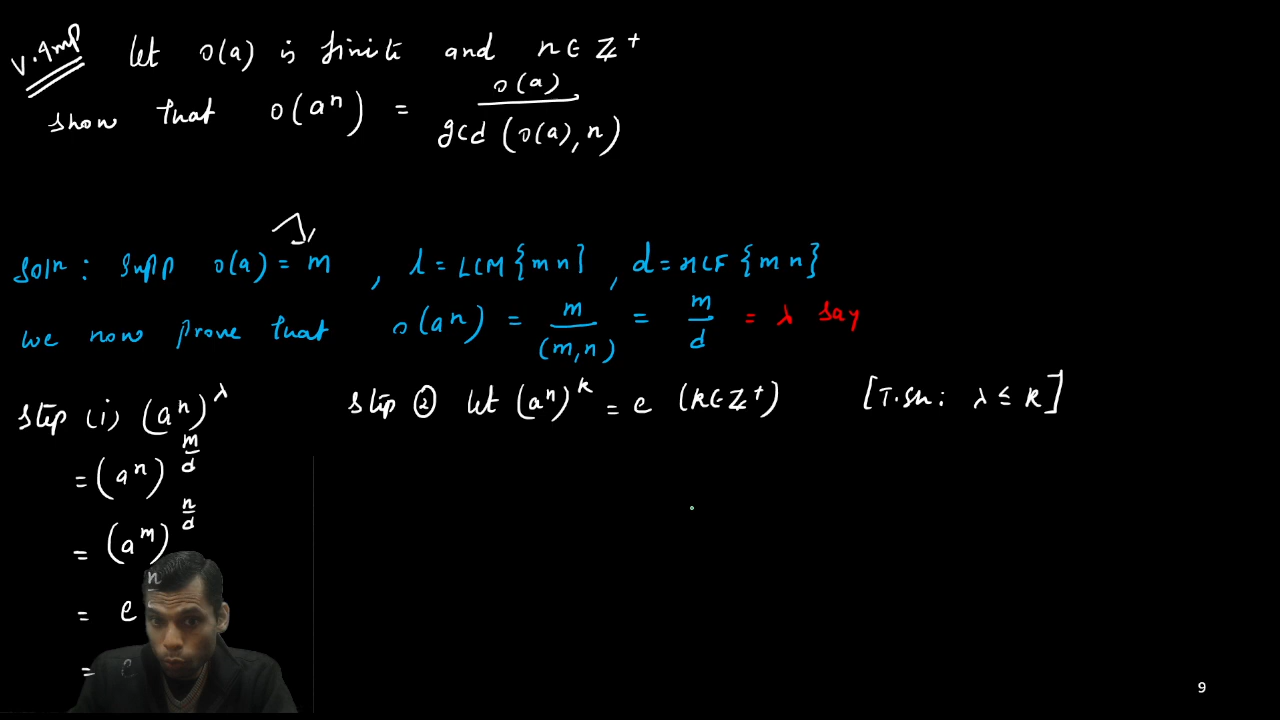 V.Imp Let o(a) is finite and n ∈ Z⁺
show that o(aⁿ) = o(a) / gcd (o(a), n)
Solⁿ: Supp o(a) = m , l = LCM {m n} , d = HCF {m n}
we now prove that o(aⁿ) = m / (m, n) = m / d = λ say
Step (i) (aⁿ)^λ
= (aⁿ)^(m/d)
= (a^m)^(n/d)
= e
= e
Step ② let (aⁿ)^k = e (k ∈ Z⁺) [T.Sh: λ ≤ k]
9